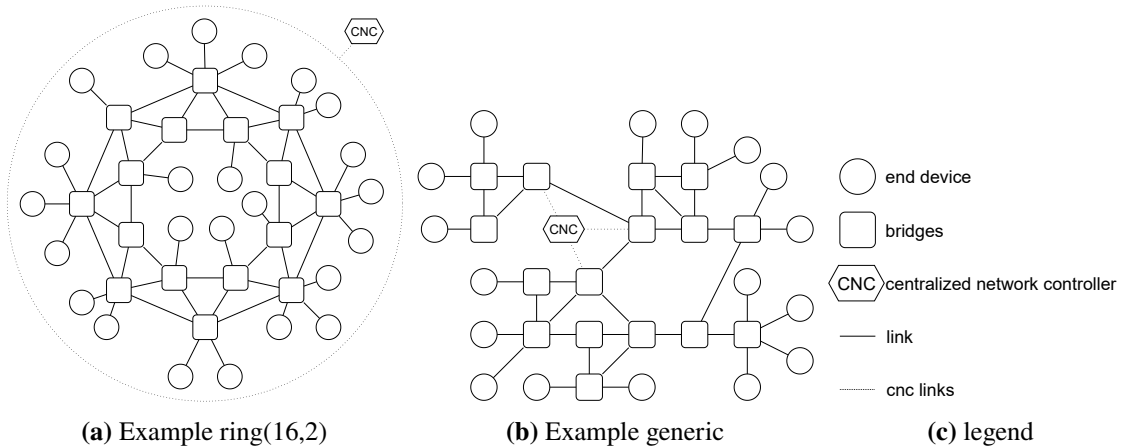 CNC
CNC
end device
bridges
CNC centralized network controller
link
cnc links
(a) Example ring(16,2)
(b) Example generic
(c) legend